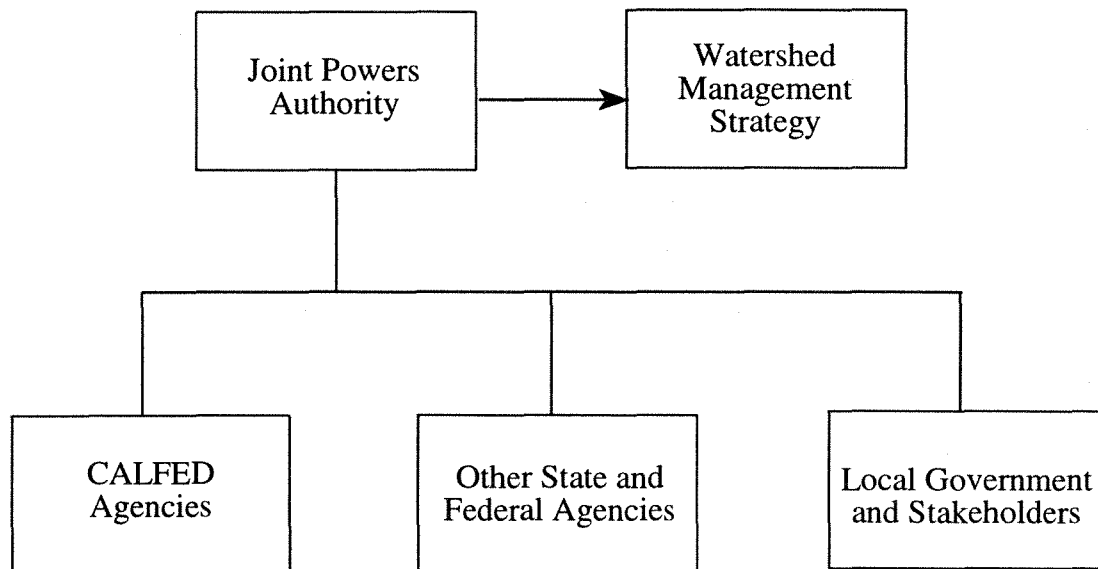 Joint Powers
Authority
Watershed
Management
Strategy
CALFED
Agencies
Other State and
Federal Agencies
Local Government
and Stakeholders